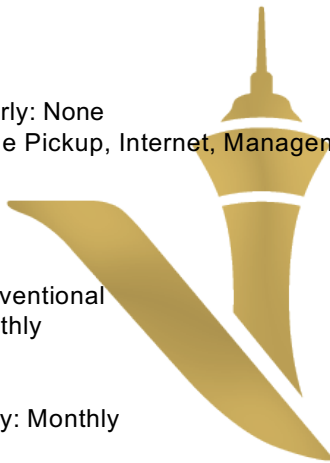 rly: None
e Pickup, Internet, Managem
ventional
thly
y: Monthly